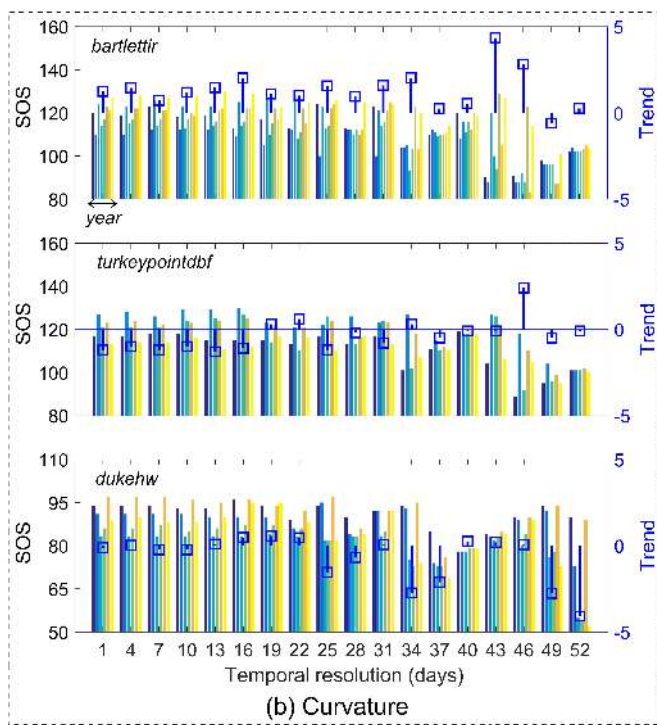 160
5
bartlettir
140
SOS
120
0
Trend
100
80
-5
year
160
5
turkeypointdbf
140
SOS
120
0
Trend
100
80
-5
110
5
dukehw
95
SOS
80
0
Trend
65
50
-5
1 4 7 10 13 16 19 22 25 28 31 34 37 40 43 46 49 52
Temporal resolution (days)
(b) Curvature